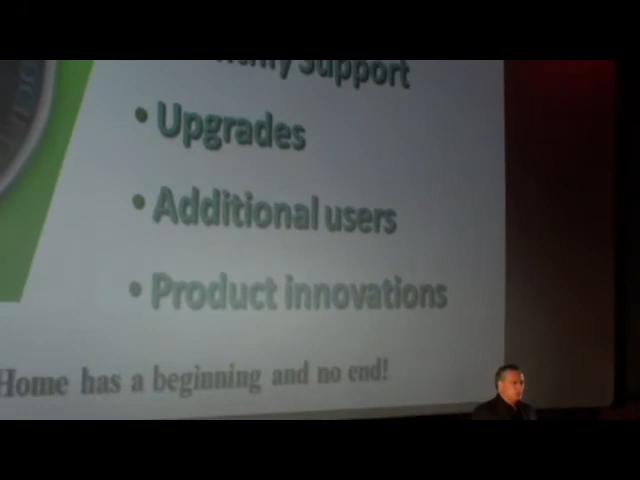 Support
• Upgrades
• Additional users
• Product innovations
Home has a beginning and no end!